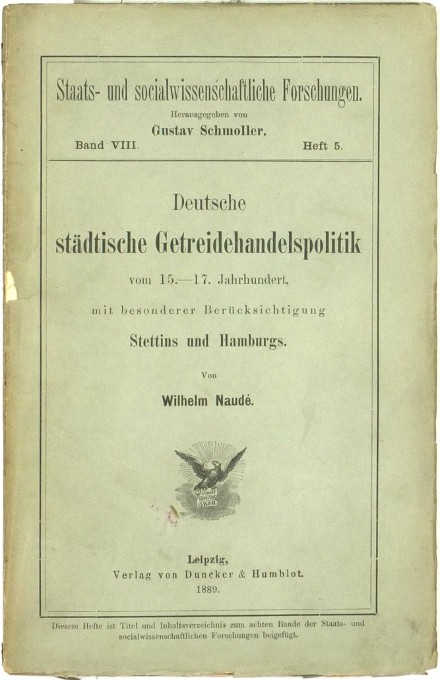 Staats- und socialwissenschaftliche Forschungen.
Herausgegeben von
Gustav Schmoller.
Band VIII. Heft 5.
Deutsche
städtische Getreidehandelspolitik
vom 15.—17. Jahrhundert,
mit besonderer Berücksichtigung
Stettins und Hamburgs.
Von
Wilhelm Naudé.
Leipzig,
Verlag von Duncker & Humblot.
1889.
Diesem Hefte ist Titel und Inhaltsverzeichnis zum achten Bande der Staats- und
socialwissenschaftlichen Forschungen beigefügt.